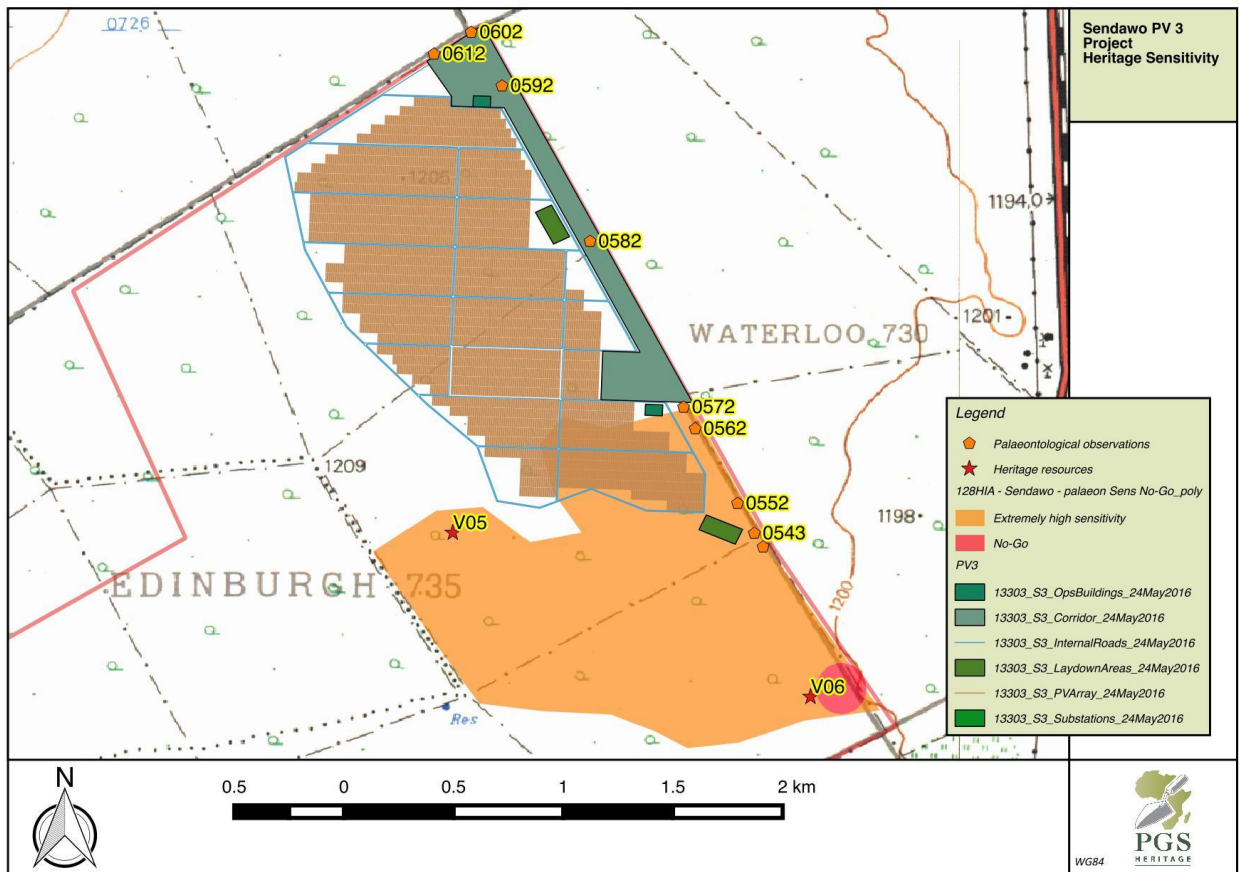 Sendawo PV 3
Project
Heritage Sensitivity
0726
0602
0612
0592
1205
1194,0
0582
1201
WATERLOO 730
0572
0562
1209
0552
1198
V05
0543
EDINBURGH 735
1200
V06
Res
Legend
Palaeontological observations
Heritage resources
128HIA - Sendawo - palaeon Sens No-Go_poly
Extremely high sensitivity
No-Go
PV3
13303_S3_OpsBuildings_24May2016
13303_S3_Corridor_24May2016
13303_S3_InternalRoads_24May2016
13303_S3_LaydownAreas_24May2016
13303_S3_PVArray_24May2016
13303_S3_Substations_24May2016
N
0.5 0 0.5 1 1.5 2 km
WG84
PGS
HERITAGE